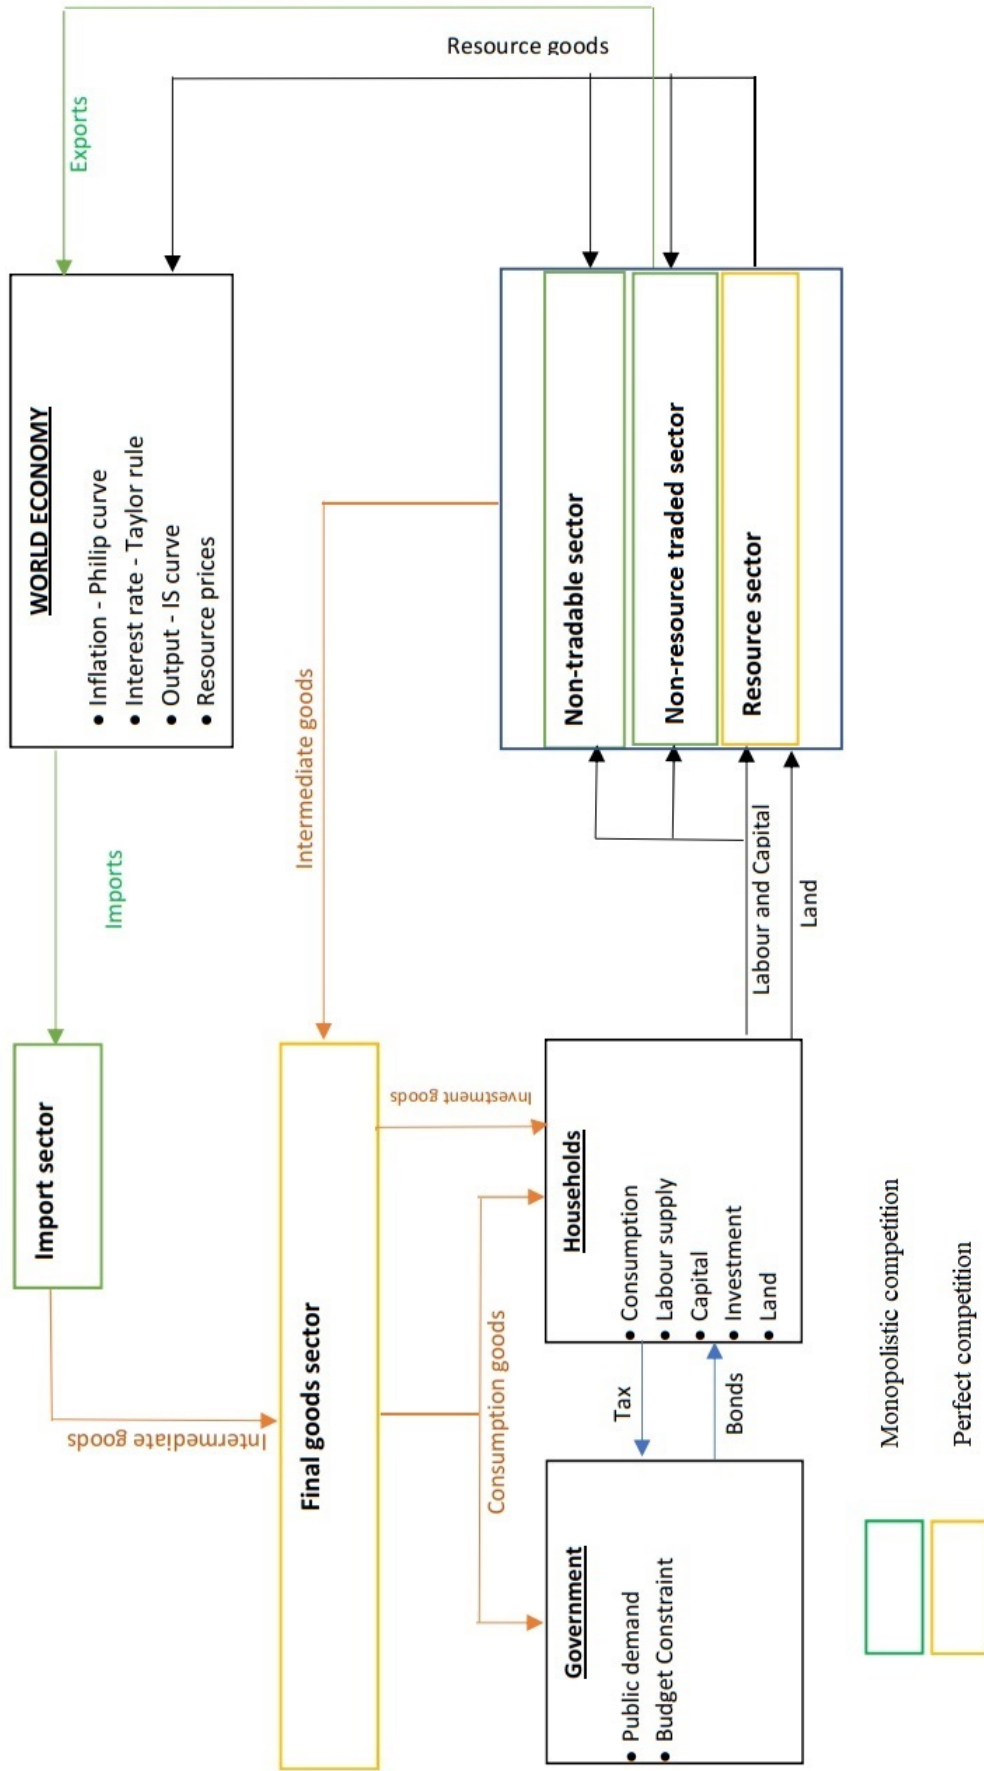 Import sector
Imports
WORLD ECONOMY
● Inflation - Philip curve
● Interest rate - Taylor rule
● Output - IS curve
● Resource prices
Exports
Intermediate goods
Final goods sector
Intermediate goods
Resource goods
Consumption goods
Investment goods
Government
● Public demand
● Budget Constraint
Tax
Bonds
Households
● Consumption
● Labour supply
● Capital
● Investment
● Land
Labour and Capital
Land
Non-tradable sector
Non-resource traded sector
Resource sector
Monopolistic competition
Perfect competition